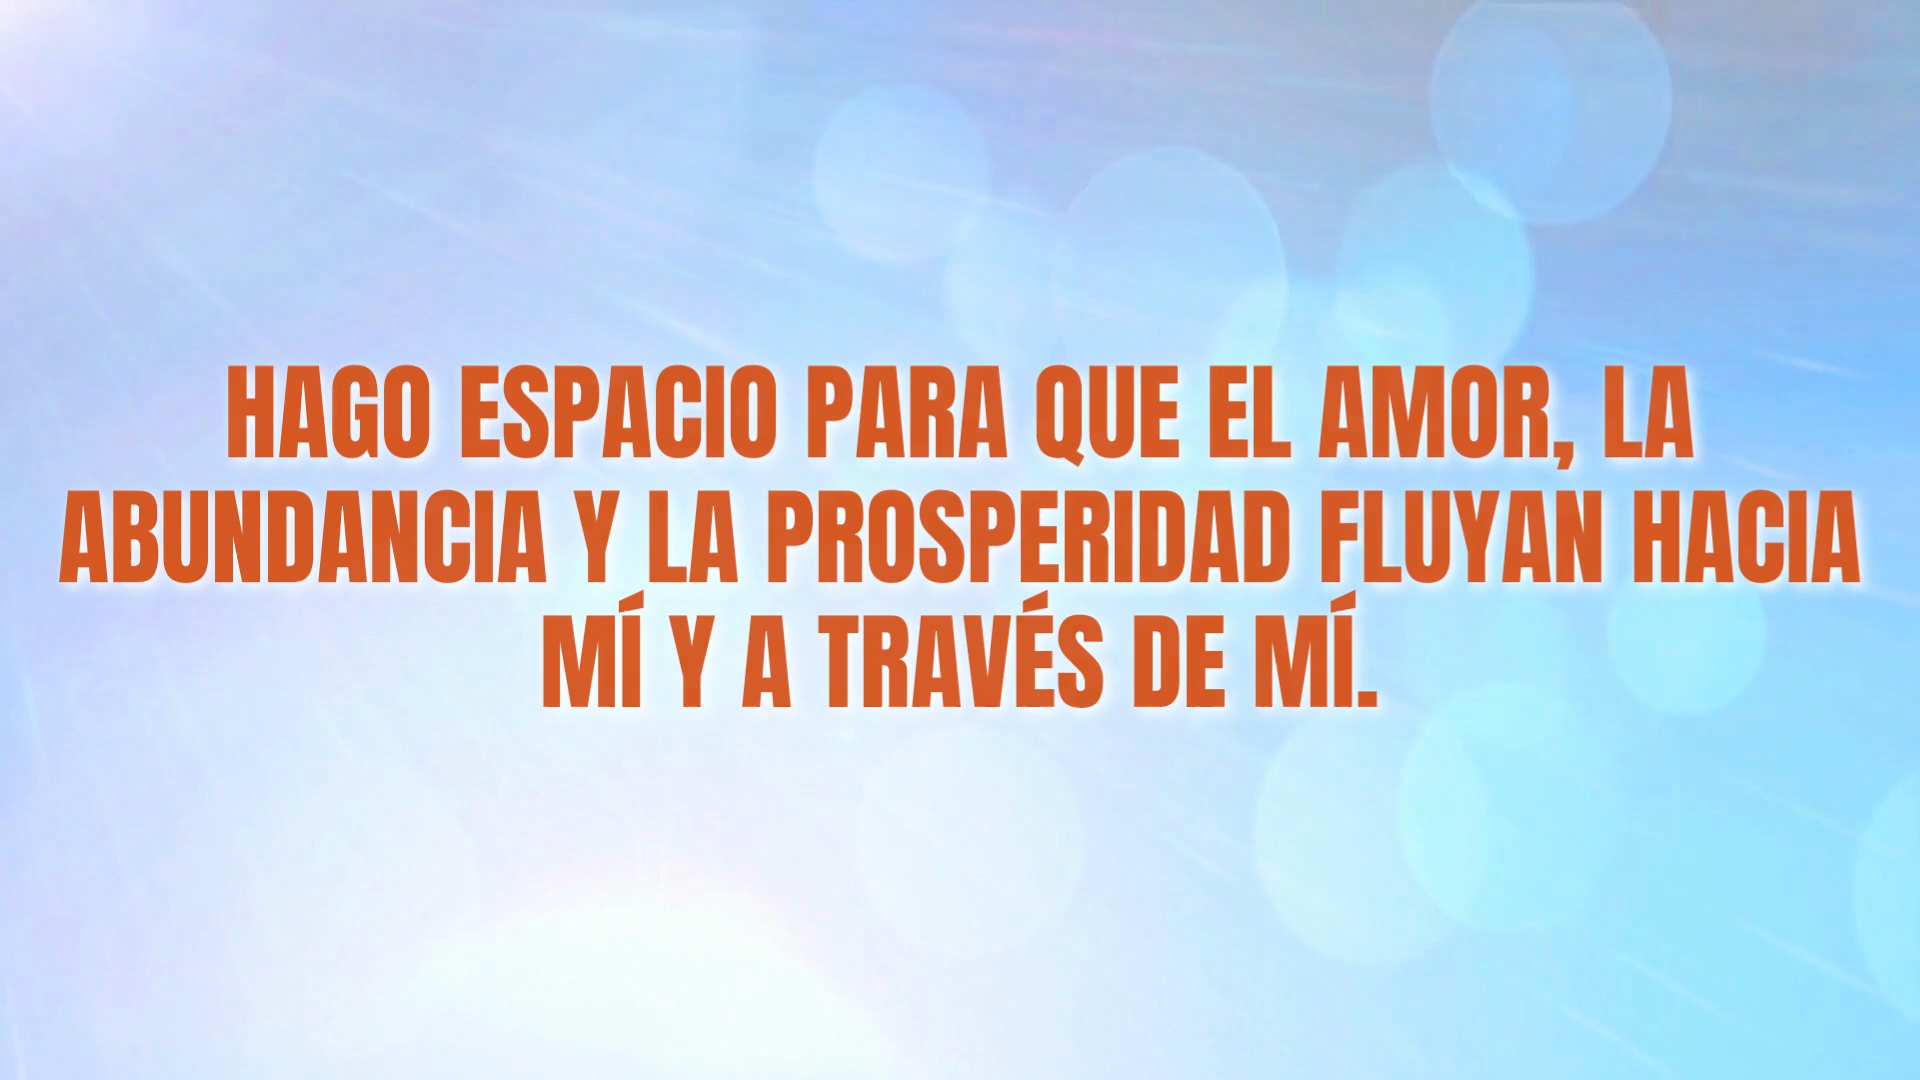 HAGO ESPACIO PARA QUE EL AMOR, LA
ABUNDANCIA Y LA PROSPERIDAD FLUYAN HACIA
MÍ Y A TRAVÉS DE MÍ.